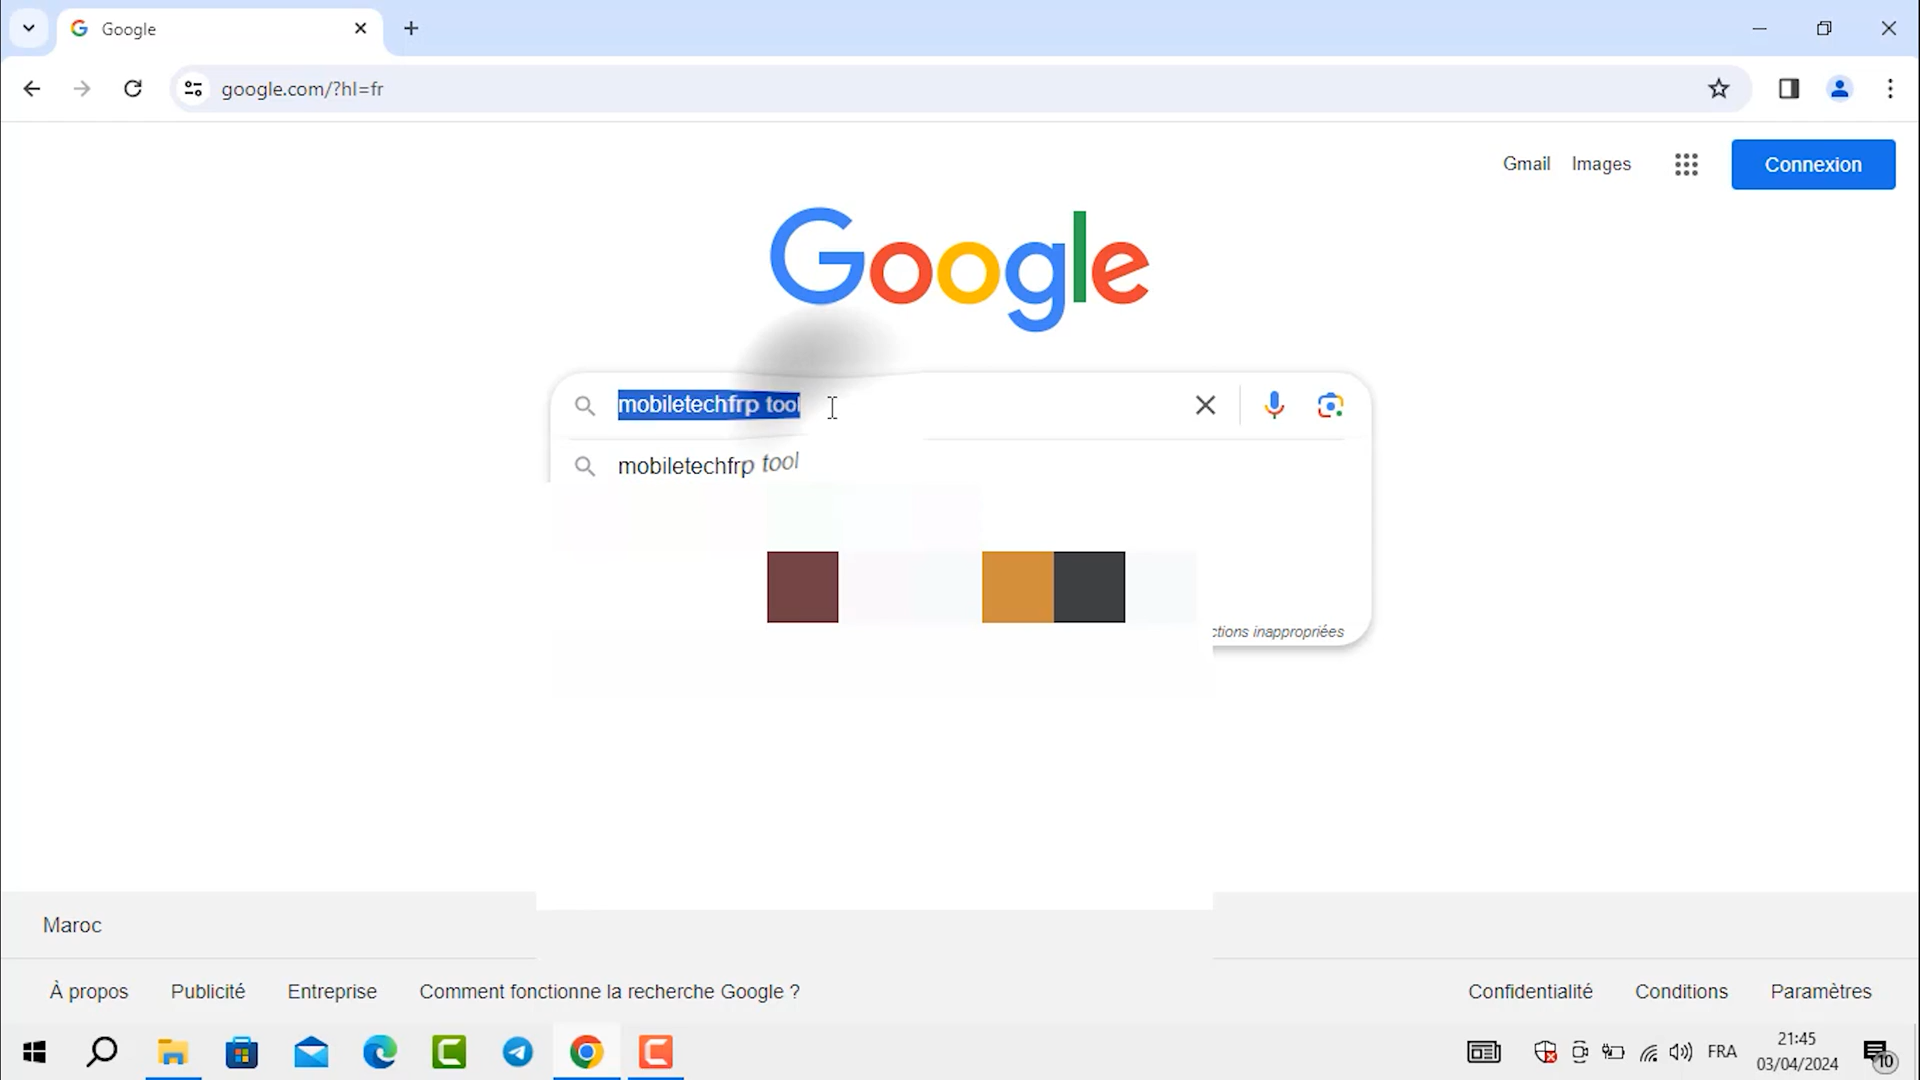 Google
google.com/?hl=fr
Gmail Images Connexion
Google
mobiletechfrp tool
mobiletechfrp tool
inappropriées
Maroc
À propos Publicité Entreprise Comment fonctionne la recherche Google ? Confidentialité Conditions Paramètres
FRA 21:45
03/04/2024
10